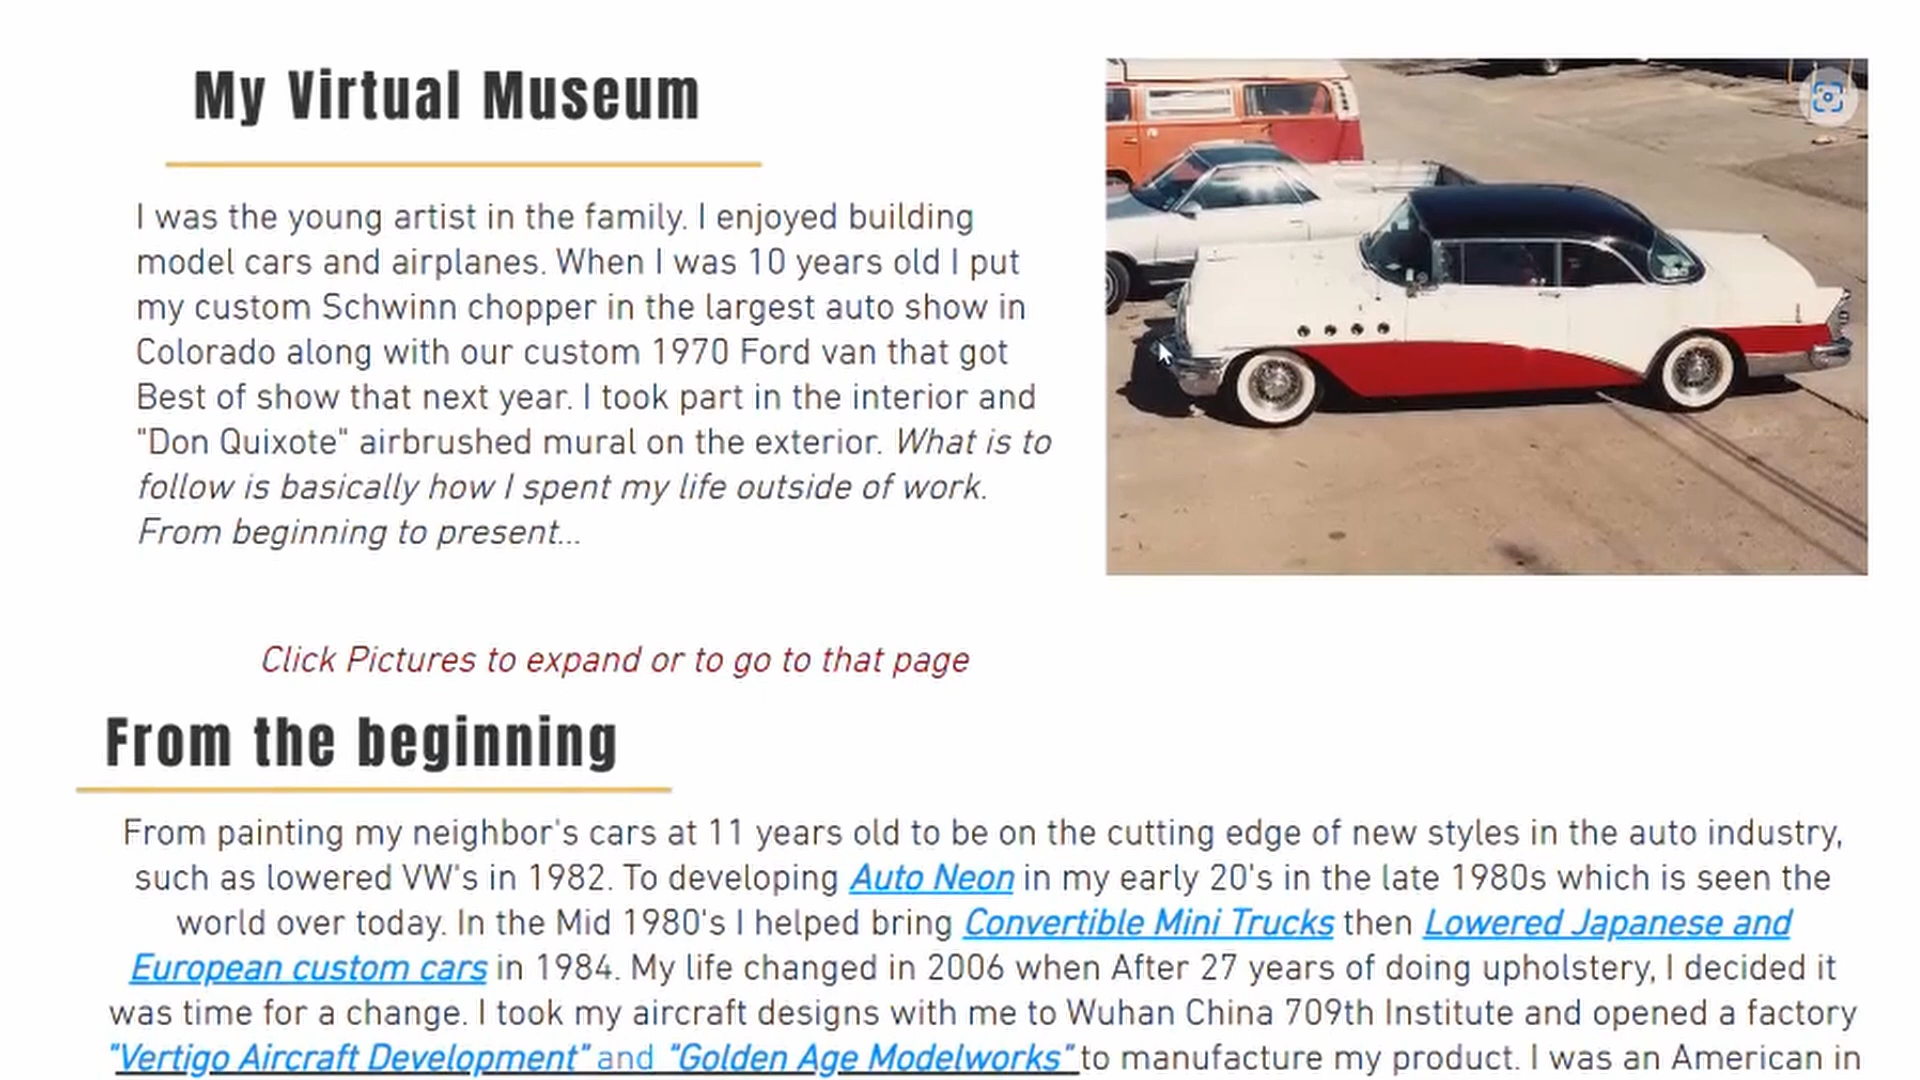 My Virtual Museum
I was the young artist in the family. I enjoyed building
model cars and airplanes. When I was 10 years old I put
my custom Schwinn chopper in the largest auto show in
Colorado along with our custom 1970 Ford van that got
Best of show that next year. I took part in the interior and
"Don Quixote" airbrushed mural on the exterior. What is to
follow is basically how I spent my life outside of work.
From beginning to present...
Click Pictures to expand or to go to that page
From the beginning
From painting my neighbor's cars at 11 years old to be on the cutting edge of new styles in the auto industry,
such as lowered VW's in 1982. To developing Auto Neon in my early 20's in the late 1980s which is seen the
world over today. In the Mid 1980's I helped bring Convertible Mini Trucks then Lowered Japanese and
European custom cars in 1984. My life changed in 2006 when After 27 years of doing upholstery, I decided it
was time for a change. I took my aircraft designs with me to Wuhan China 709th Institute and opened a factory
"Vertigo Aircraft Development" and "Golden Age Modelworks" to manufacture my product. I was an American in